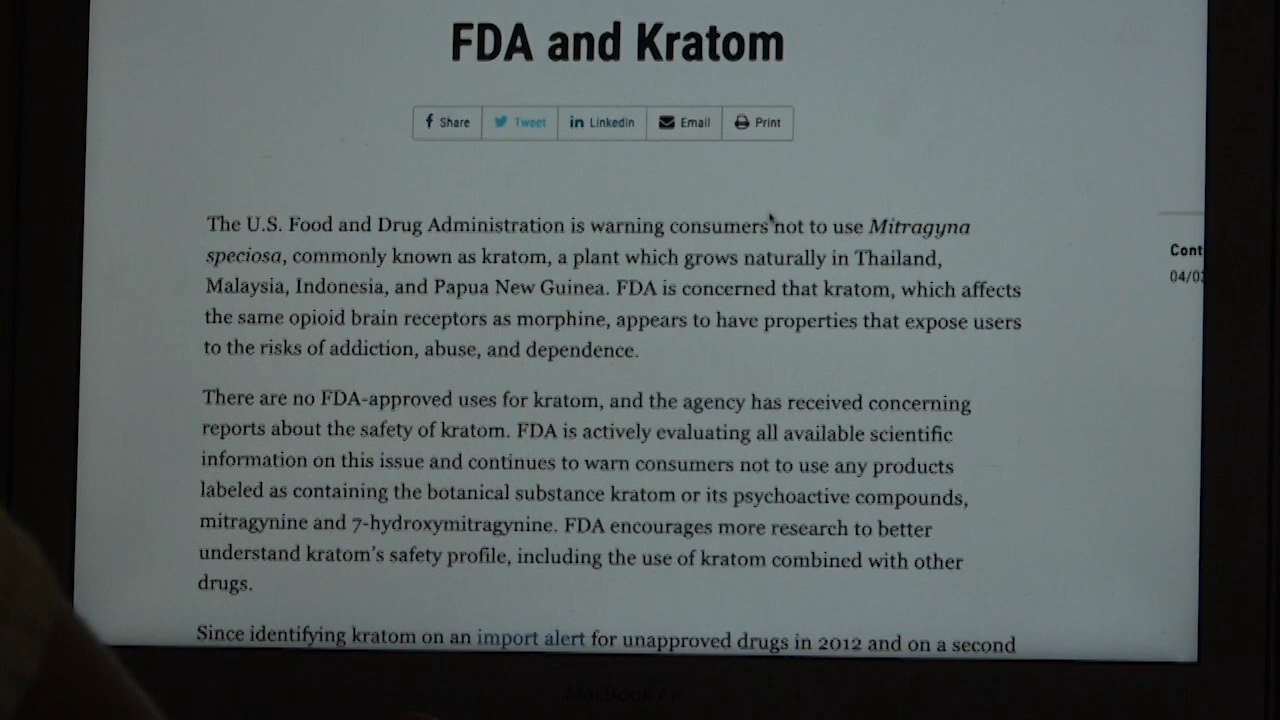 FDA and Kratom
Share Tweet in Linkedin Email Print
The U.S. Food and Drug Administration is warning consumers not to use Mitragyna
speciosa, commonly known as kratom, a plant which grows naturally in Thailand,
Malaysia, Indonesia, and Papua New Guinea. FDA is concerned that kratom, which affects
the same opioid brain receptors as morphine, appears to have properties that expose users
to the risks of addiction, abuse, and dependence.
There are no FDA-approved uses for kratom, and the agency has received concerning
reports about the safety of kratom. FDA is actively evaluating all available scientific
information on this issue and continues to warn consumers not to use any products
labeled as containing the botanical substance kratom or its psychoactive compounds,
mitragynine and 7-hydroxymitragynine. FDA encourages more research to better
understand kratom's safety profile, including the use of kratom combined with other
drugs.
Since identifying kratom on an import alert for unapproved drugs in 2012 and on a second
Cont
04/0
MacBook